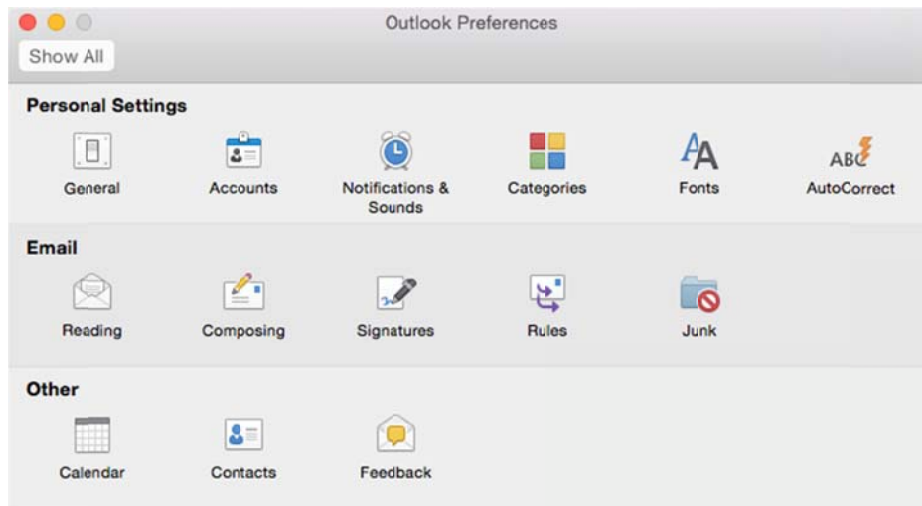 Outlook Preferences
Show All
Personal Settings
General Accounts Notifications & Sounds Categories Fonts ABC AutoCorrect
Email
Reading Composing Signatures Rules Junk
Other
Calendar Contacts Feedback